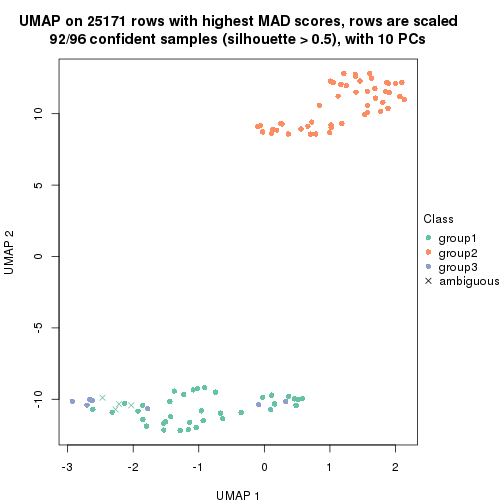 UMAP on 25171 rows with highest MAD scores, rows are scaled
92/96 confident samples (silhouette > 0.5), with 10 PCs
10
5
0
-5
-10
UMAP 2
-3
-2
-1
0
1
2
UMAP 1
Class
group1
group2
group3
ambiguous